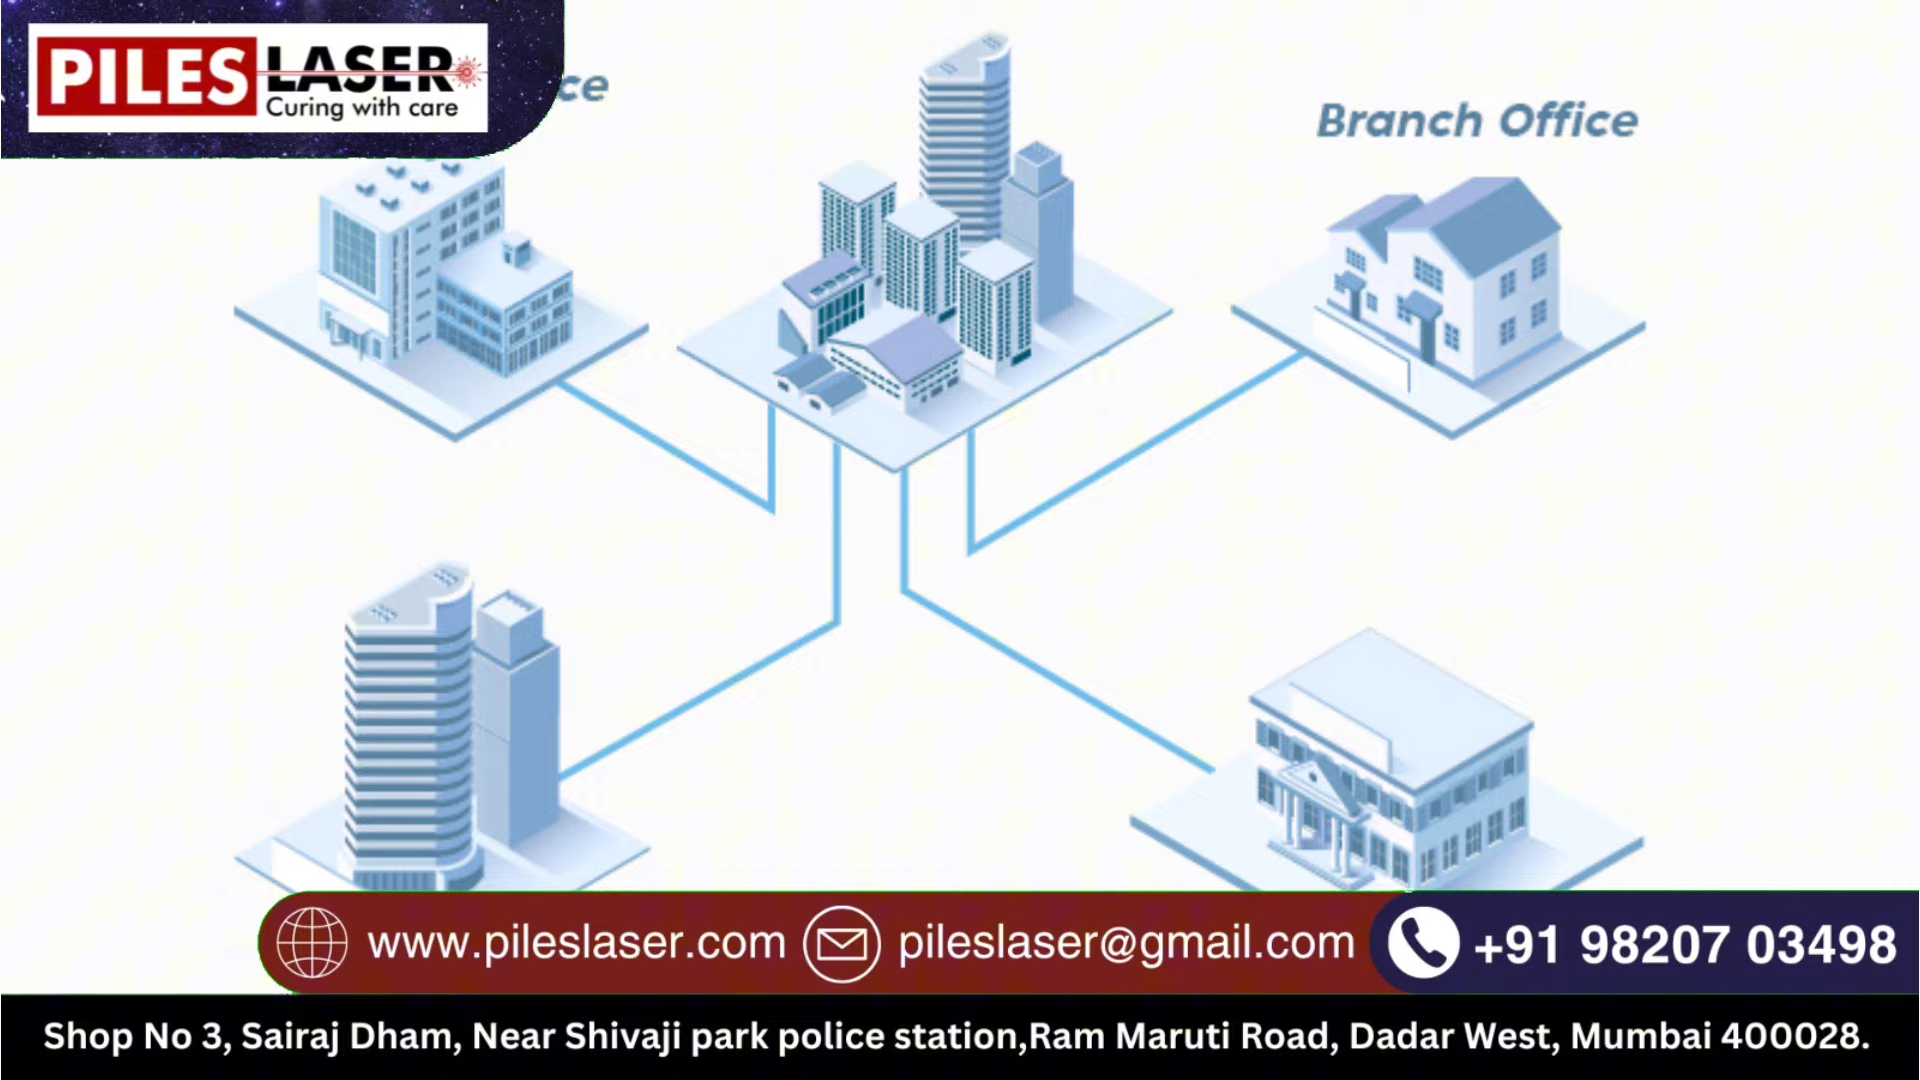 PILES LASER
Curing with care
ce
Branch Office
www.pileslaser.com
pileslaser@gmail.com
+91 98207 03498
Shop No 3, Sairaj Dham, Near Shivaji park police station,Ram Maruti Road, Dadar West, Mumbai 400028.